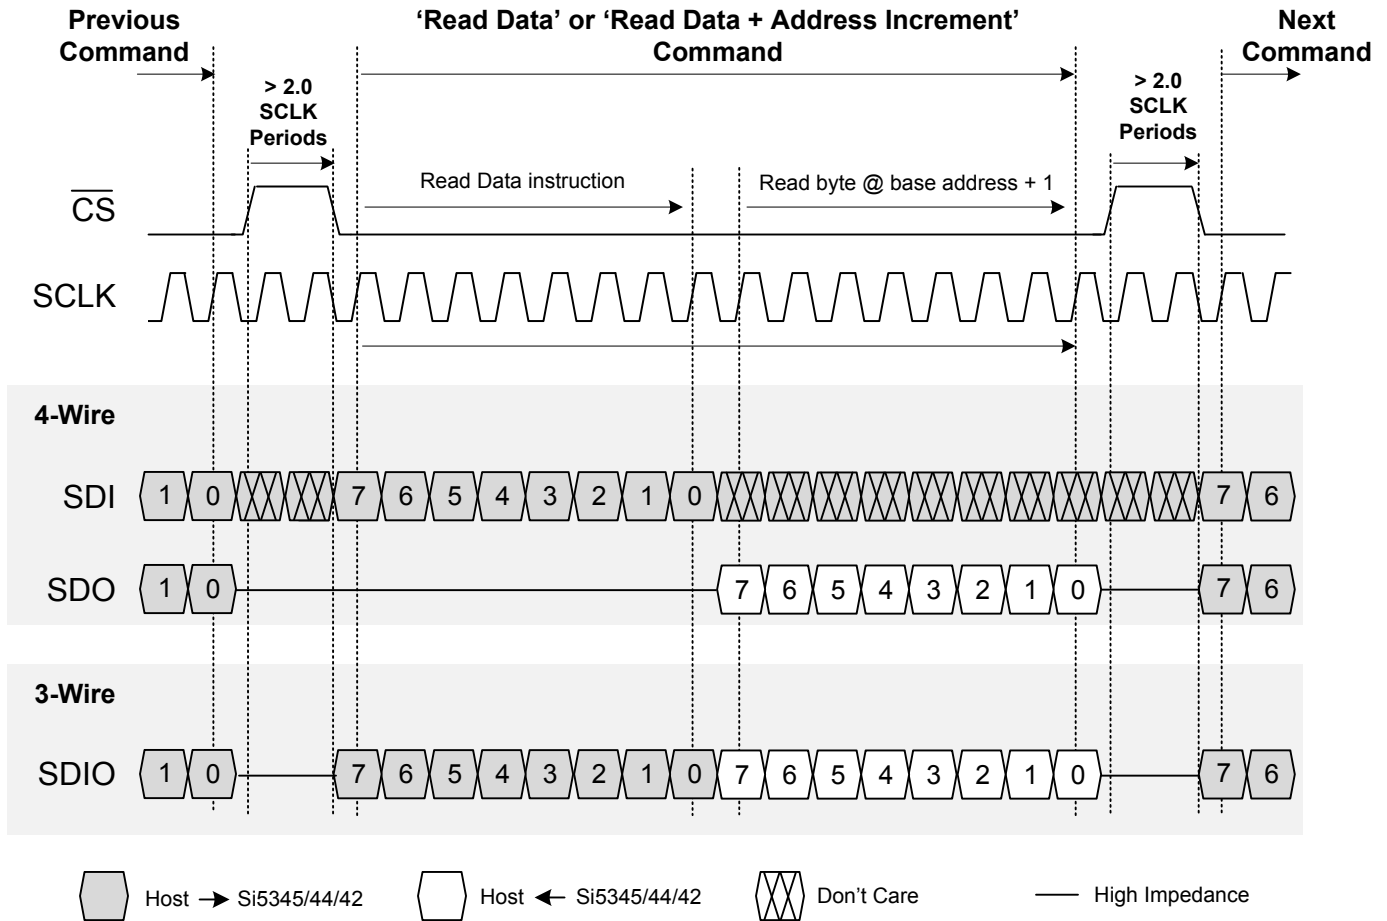 Previous
Command
‘Read Data’ or ‘Read Data + Address Increment’
Command
Next
Command
> 2.0
SCLK
Periods
> 2.0
SCLK
Periods
Read Data instruction
Read byte @ base address + 1
CS
SCLK
4-Wire
SDI 1 0 7 6 5 4 3 2 1 0 7 6
SDO 1 0 7 6 5 4 3 2 1 0 7 6
3-Wire
SDIO 1 0 7 6 5 4 3 2 1 0 7 6 5 4 3 2 1 0 7 6
Host Si5345/44/42
Host Si5345/44/42
Don’t Care
High Impedance